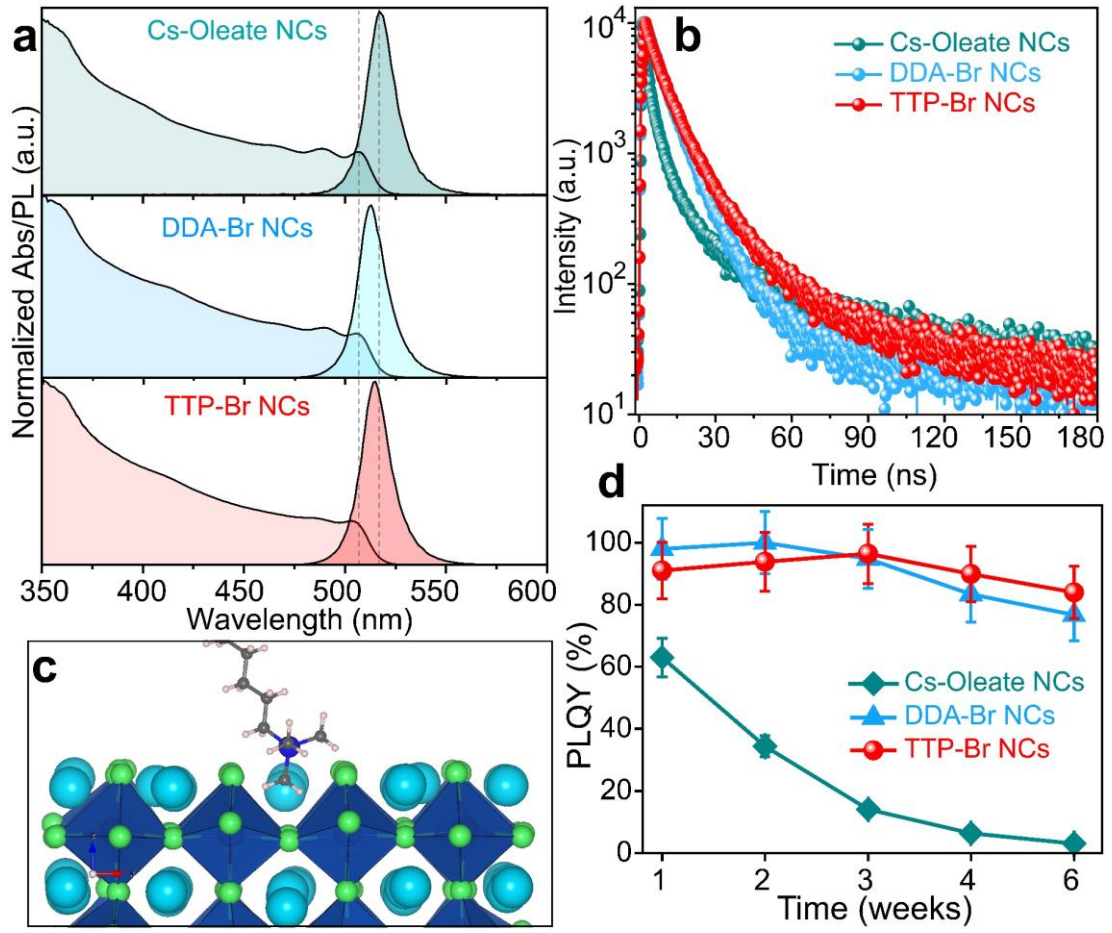 a
Normalized Abs/PL (a.u.)
Cs-Oleate NCs
DDA-Br NCs
TTP-Br NCs
350 400 450 500 550 600
Wavelength (nm)
b
Intensity (a.u.)
10⁴
10³
10²
10¹
Cs-Oleate NCs
DDA-Br NCs
TTP-Br NCs
0 30 60 90 120 150 180
Time (ns)
c
d
PLQY (%)
100
80
60
40
20
0
Cs-Oleate NCs
DDA-Br NCs
TTP-Br NCs
1 2 3 4 6
Time (weeks)